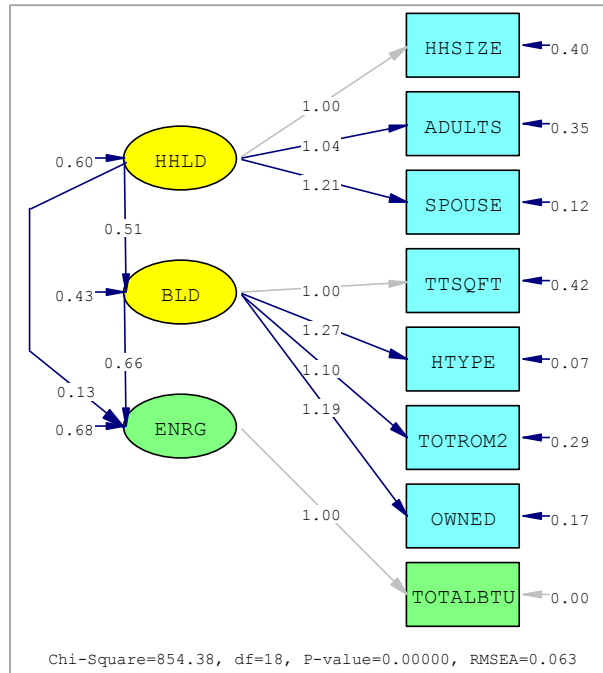 HHSIZE
0.40
1.00
ADULTS
0.35
0.60
HHLD
1.04
1.21
SPOUSE
0.12
0.51
TTSQFT
0.42
0.43
BLD
1.00
1.27
HTYPE
0.07
0.66
1.10
0.13
1.19
0.68
ENRG
TOTROM2
0.29
1.00
OWNED
0.17
TOTALBTU
0.00
Chi-Square=854.38, df=18, P-value=0.00000, RMSEA=0.063